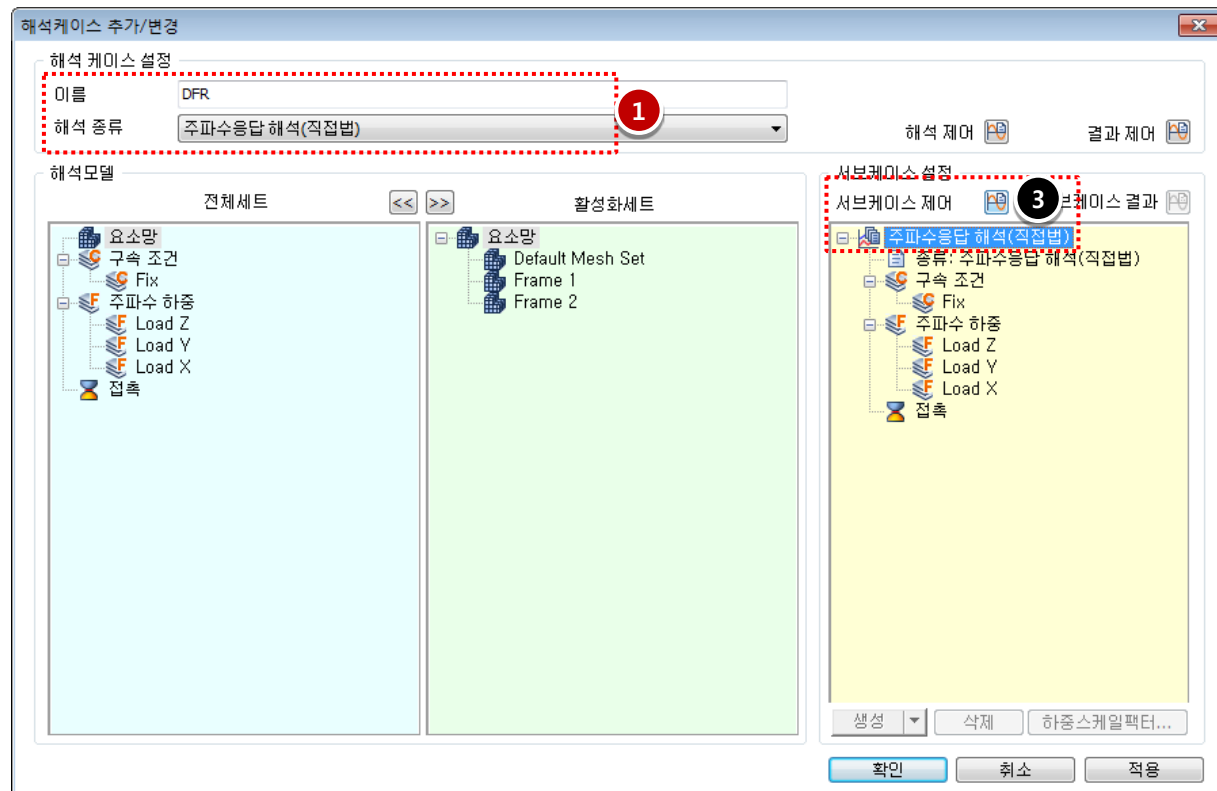 해석케이스 추가/변경
해석 케이스 설정
이름 DFR
1
해석 종류 주파수응답 해석(직접법)
해석 제어 결과 제어
해석모델
서브케이스 설정
전체세트 << >> 활성화세트
서브케이스 제어 3 브케이스 결과
요소망
구속 조건
Fix
주파수 하중
Load Z
Load Y
Load X
접촉
요소망
Default Mesh Set
Frame 1
Frame 2
주파수응답 해석(직접법)
종류: 주파수응답 해석(직접법)
구속 조건
Fix
주파수 하중
Load Z
Load Y
Load X
접촉
생성 삭제 하중스케일팩터...
확인 취소 적용